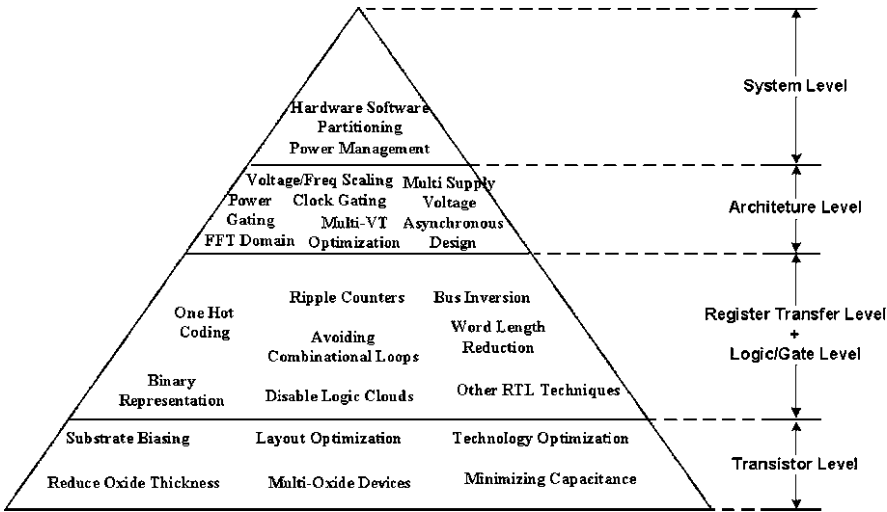 Hardware Software
Partitioning
Power Management
System Level
Voltage/Freq Scaling
Multi Supply
Voltage
Power
Gating
Clock Gating
Multi-VT
Optimization
Asynchronous
Design
FFT Domain
Architeture Level
One Hot
Coding
Ripple Counters
Bus Inversion
Avoiding
Combinational Loops
Word Length
Reduction
Binary
Representation
Disable Logic Clouds
Other RTL Techniques
Register Transfer Level
+
Logic/Gate Level
Substrate Biasing
Layout Optimization
Technology Optimization
Reduce Oxide Thickness
Multi-Oxide Devices
Minimizing Capacitance
Transistor Level